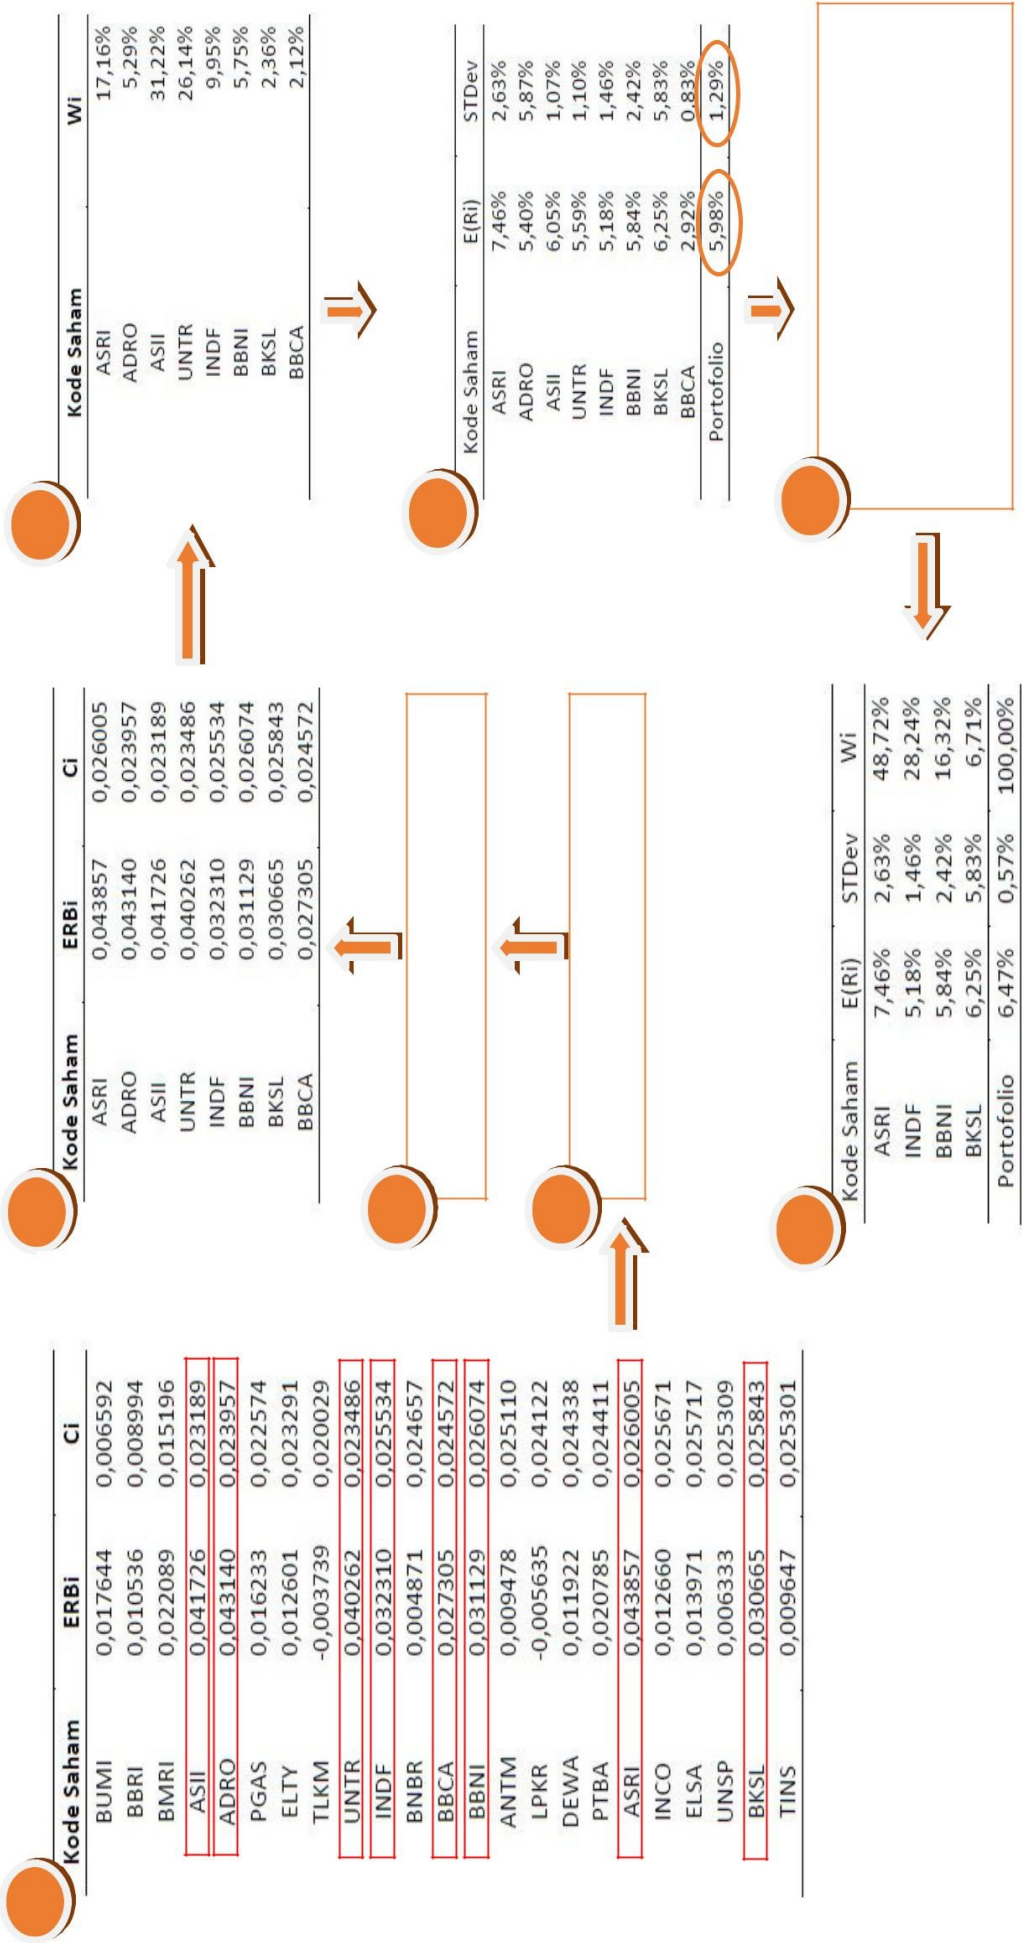 Kode Saham ERBi Ci
BUMI 0,017644 0,006592
BBRI 0,010536 0,008994
BMRI 0,022089 0,015196
ASII 0,041726 0,023189
ADRO 0,043140 0,023957
PGAS 0,016233 0,022574
ELTY 0,012601 0,023291
TLKM -0,003739 0,020029
UNTR 0,040262 0,023486
INDF 0,032310 0,025534
BNBR 0,004871 0,024657
BBCA 0,027305 0,024572
BBNI 0,031129 0,026074
ANTM 0,009478 0,025110
LPKR -0,005635 0,024122
DEWA 0,011922 0,024338
PTBA 0,020785 0,024411
ASRI 0,043857 0,026005
INCO 0,012660 0,025671
ELSA 0,013971 0,025717
UNSP 0,006333 0,025309
BKSL 0,030665 0,025843
TINS 0,009647 0,025301
Kode Saham ERBi Ci
ASRI 0,043857 0,026005
ADRO 0,043140 0,023957
ASII 0,041726 0,023189
UNTR 0,040262 0,023486
INDF 0,032310 0,025534
BBNI 0,031129 0,026074
BKSL 0,030665 0,025843
BBCA 0,027305 0,024572
Kode Saham Wi
ASRI 17,16%
ADRO 5,29%
ASII 31,22%
UNTR 26,14%
INDF 9,95%
BBNI 5,75%
BKSL 2,36%
BBCA 2,12%
Kode Saham E(Ri) STDev
ASRI 7,46% 2,63%
ADRO 5,40% 5,87%
ASII 6,05% 1,07%
UNTR 5,59% 1,10%
INDF 5,18% 1,46%
BBNI 5,84% 2,42%
BKSL 6,25% 5,83%
BBCA 2,92% 0,83%
Portofolio 5,98% 1,29%
Kode Saham E(Ri) STDev Wi
ASRI 7,46% 2,63% 48,72%
INDF 5,18% 1,46% 28,24%
BBNI 5,84% 2,42% 16,32%
BKSL 6,25% 5,83% 6,71%
Portofolio 6,47% 0,57% 100,00%